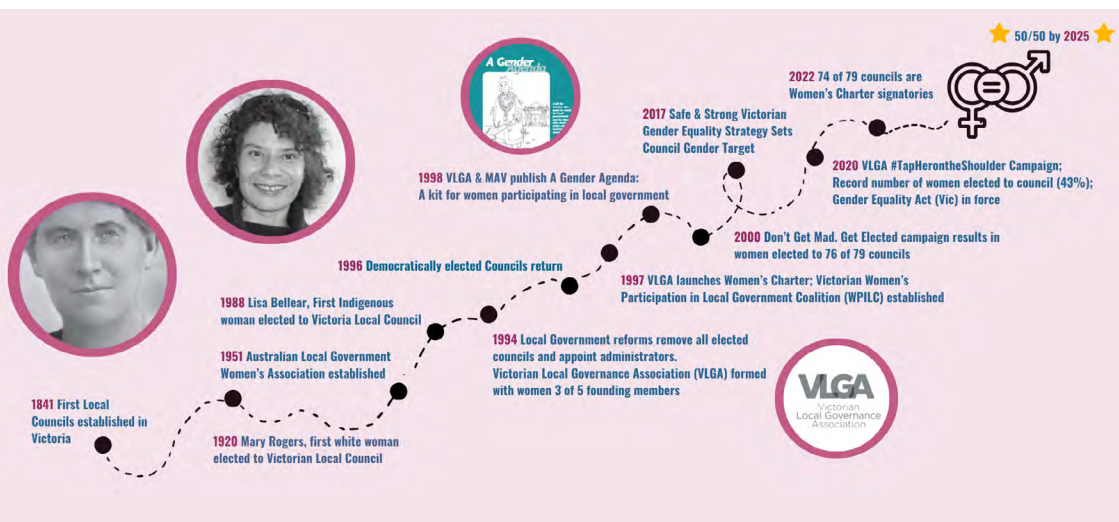 50/50 by 2025
A Gender
Agenda
2022 74 of 79 councils are
Women's Charter signatories
2017 Safe & Strong Victorian
Gender Equality Strategy Sets
Council Gender Target
2020 VLGA #TapHerontheShoulder Campaign;
Record number of women elected to council (43%);
Gender Equality Act (Vic) in force
1998 VLGA & MAV publish A Gender Agenda:
A kit for women participating in local government
2000 Don't Get Mad. Get Elected campaign results in
women elected to 76 of 79 councils
1996 Democratically elected Councils return
1997 VLGA launches Women's Charter; Victorian Women's
Participation in Local Government Coalition (WPILC) established
1988 Lisa Bellear, First Indigenous
woman elected to Victoria Local Council
1994 Local Government reforms remove all elected
councils and appoint administrators.
Victorian Local Governance Association (VLGA) formed
with women 3 of 5 founding members
1951 Australian Local Government
Women's Association established
VLGA
Victorian
Local Governance
Association
1841 First Local
Councils established in
Victoria
1920 Mary Rogers, first white woman
elected to Victorian Local Council